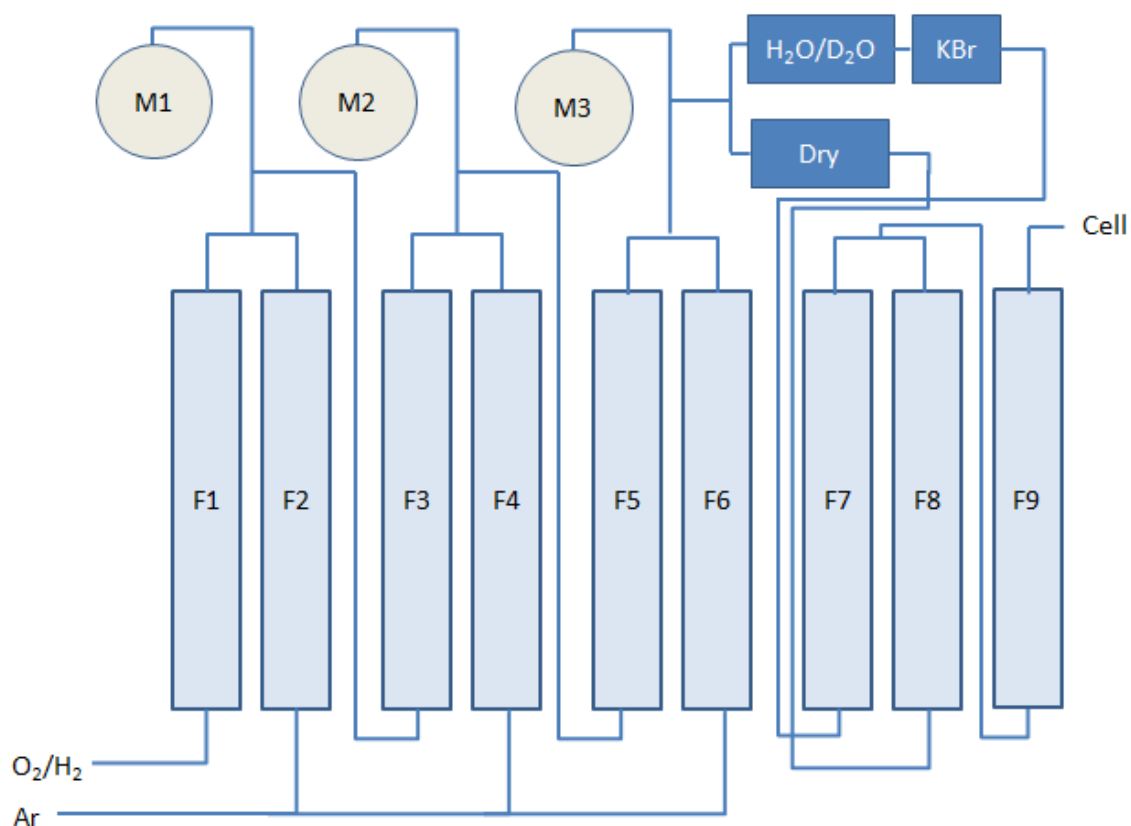 M1
M2
M3
H₂O/D₂O
KBr
Dry
Cell
F1
F2
F3
F4
F5
F6
F7
F8
F9
O₂/H₂
Ar